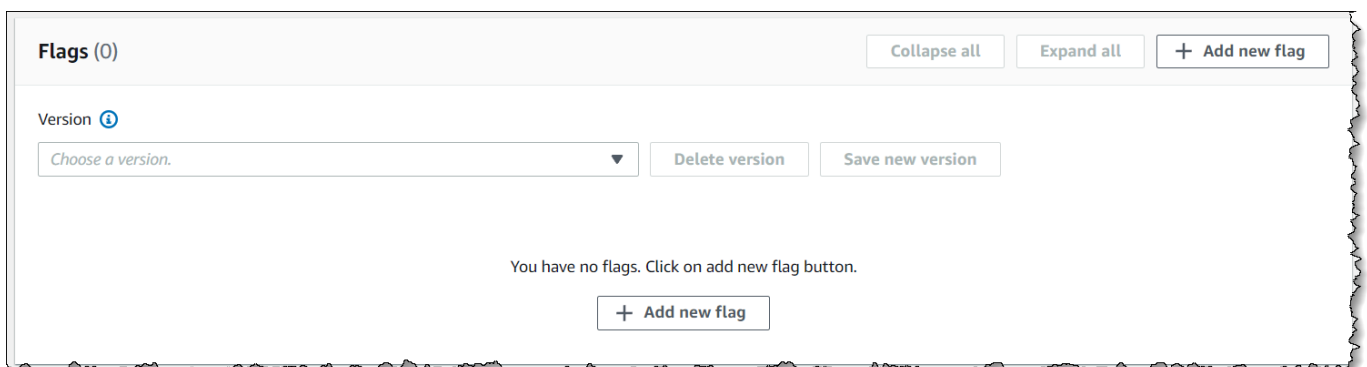 Flags (0)
Collapse all
Expand all
+ Add new flag
Version
Choose a version.
Delete version
Save new version
You have no flags. Click on add new flag button.
+ Add new flag